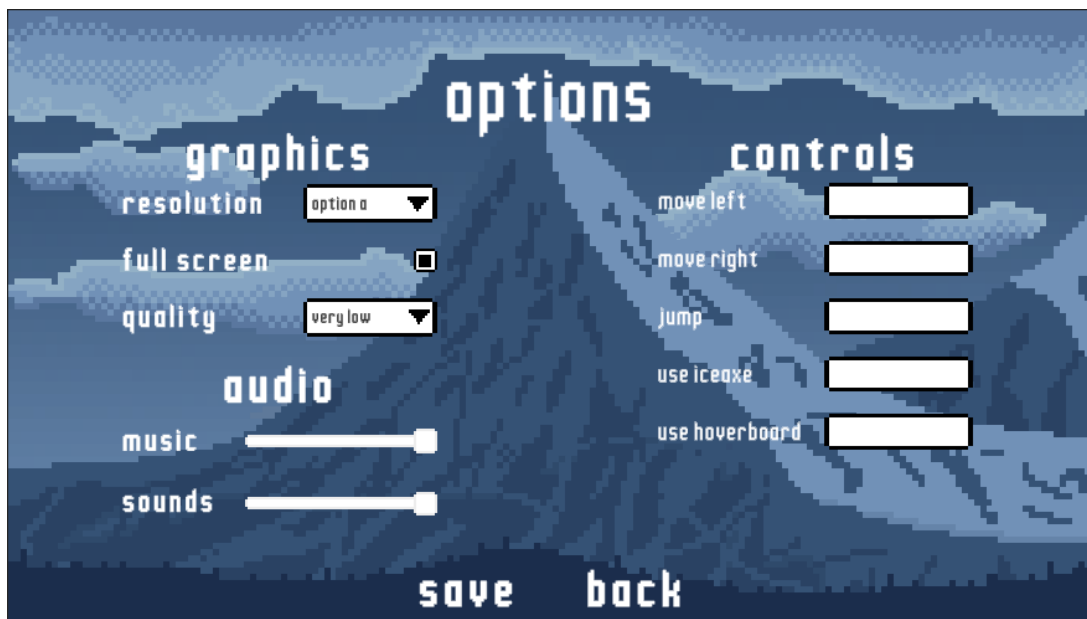 options
graphics
resolution
option a
full screen
quality
very low
audio
music
sounds
controls
move left
move right
jump
use iceaxe
use hoverboard
save
back